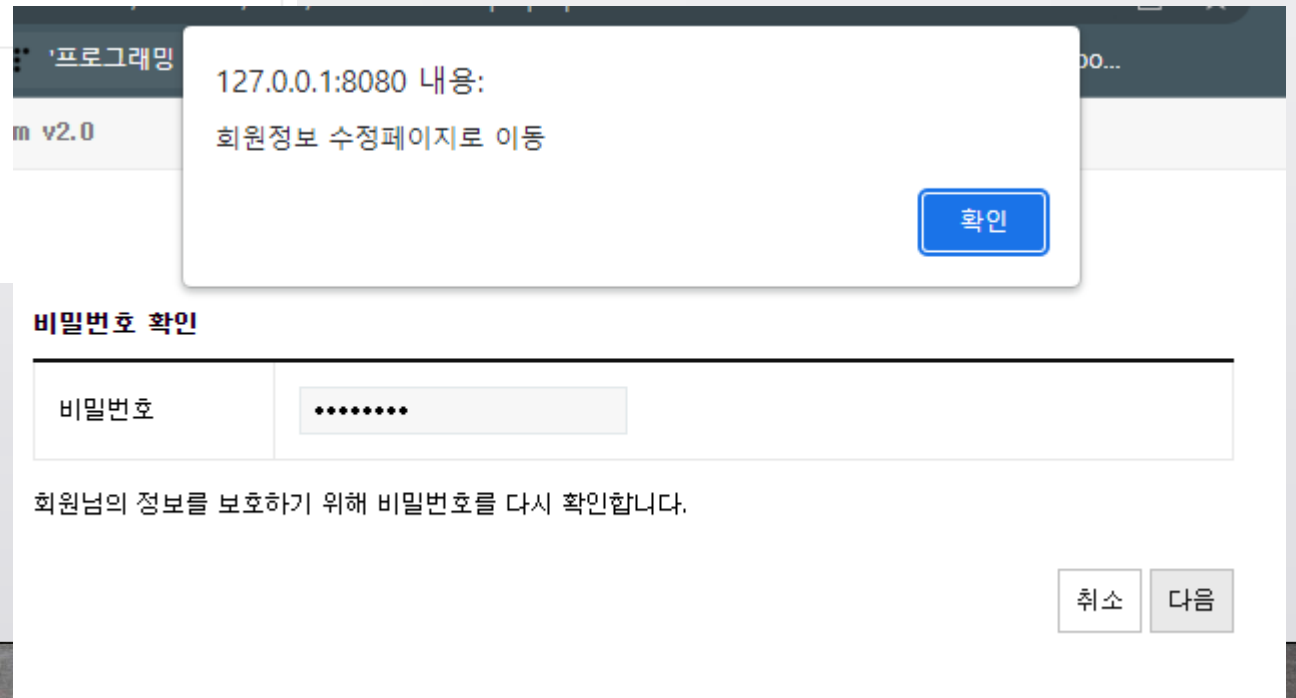 '프로그래밍
oo...
127.0.0.1:8080 내용:
회원정보 수정페이지로 이동
m v2.0
확인
비밀번호 확인
비밀번호
••••••••
회원님의 정보를 보호하기 위해 비밀번호를 다시 확인합니다.
취소 다음